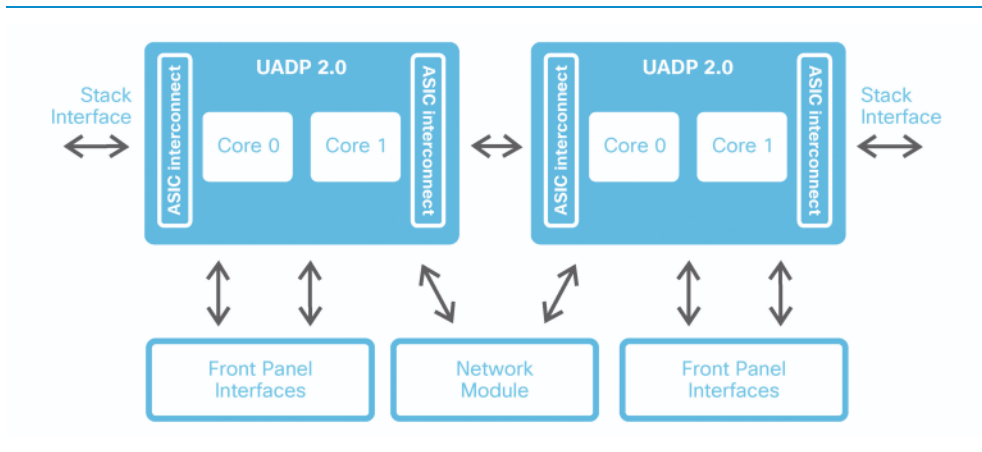 UADP 2.0
UADP 2.0
Stack
Interface
ASIC interconnect
Core 0
Core 1
ASIC interconnect
ASIC interconnect
Core 0
Core 1
ASIC interconnect
Stack
Interface
Front Panel
Interfaces
Network
Module
Front Panel
Interfaces